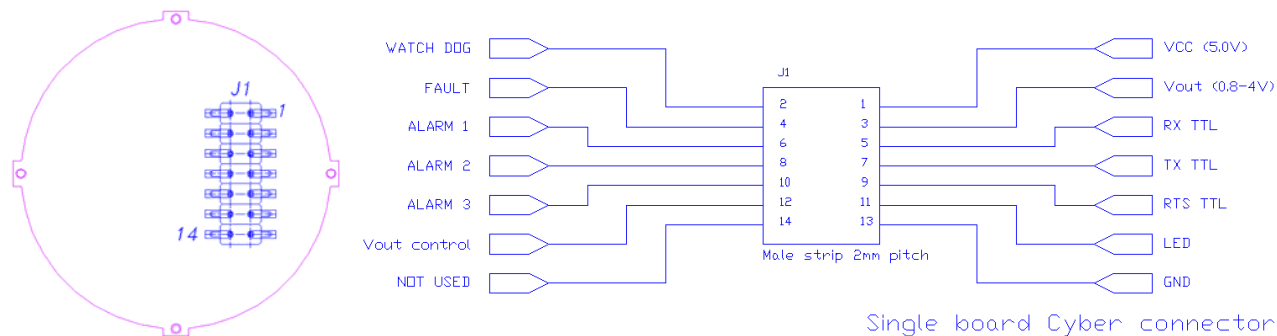 J1
1
14
WATCH DOG
FAULT
ALARM 1
ALARM 2
ALARM 3
Vout control
NOT USED
J1
2 1
4 3
6 5
8 7
10 9
12 11
14 13
Male strip 2mm pitch
VCC (5.0V)
Vout (0.8-4V)
RX TTL
TX TTL
RTS TTL
LED
GND
Single board Cyber connector